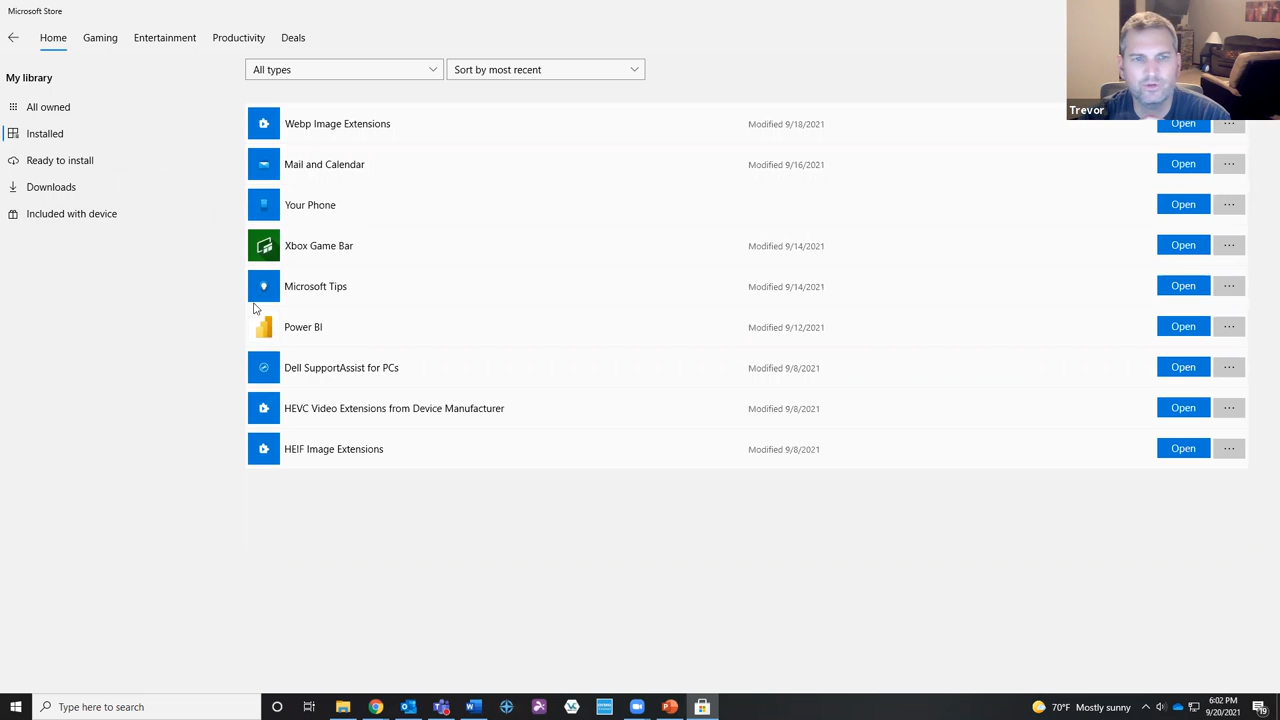 Microsoft Store
Home Gaming Entertainment Productivity Deals
Trevor
My library
All owned
Installed
Ready to install
Downloads
Included with device
All types
Sort by most recent
Webp Image Extensions Modified 9/18/2021 Open ...
Mail and Calendar Modified 9/16/2021 Open ...
Your Phone Modified 9/14/2021 Open ...
Xbox Game Bar Modified 9/14/2021 Open ...
Microsoft Tips Modified 9/14/2021 Open ...
Power BI Modified 9/12/2021 Open ...
Dell SupportAssist for PCs Modified 9/8/2021 Open ...
HEVC Video Extensions from Device Manufacturer Modified 9/8/2021 Open ...
HEIF Image Extensions Modified 9/8/2021 Open ...
Type here to search
70°F Mostly sunny
6:02 PM
9/20/2021
19